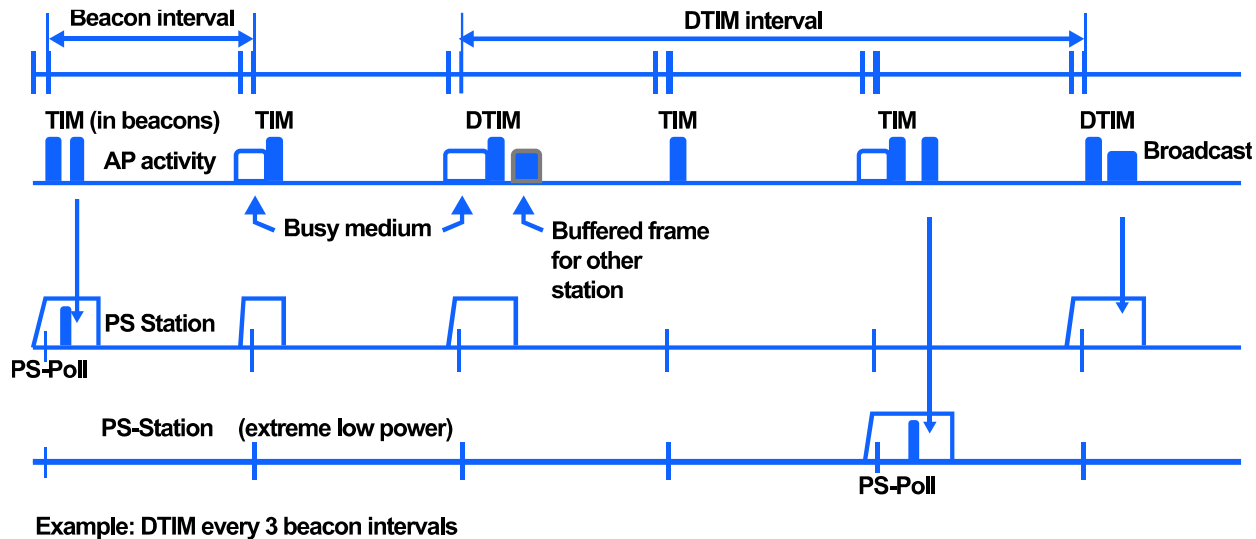 Beacon interval
DTIM interval
TIM (in beacons)
TIM
DTIM
TIM
TIM
DTIM
AP activity
Broadcast
Busy medium
Buffered frame
for other
station
PS Station
PS-Poll
PS-Station (extreme low power)
PS-Poll
Example: DTIM every 3 beacon intervals